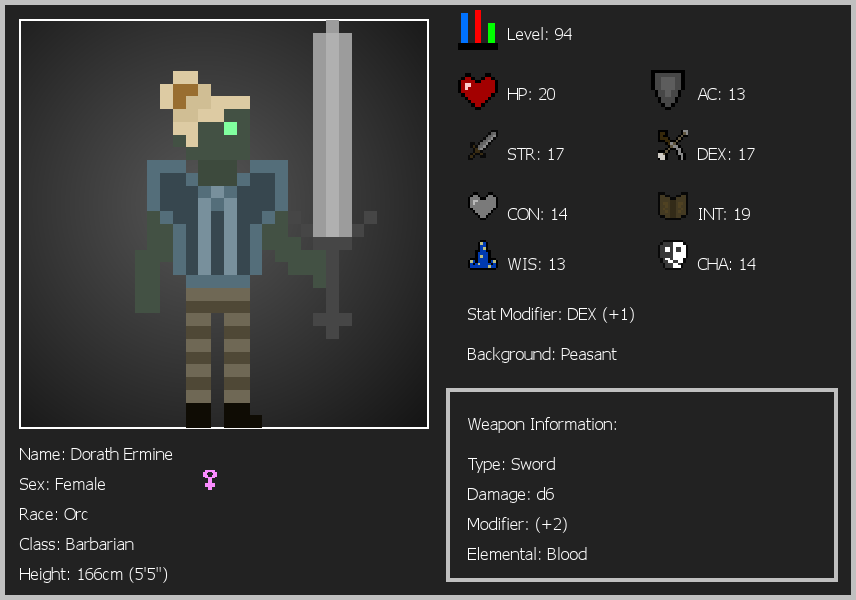 Level: 94
HP: 20
AC: 13
STR: 17
DEX: 17
CON: 14
INT: 19
WIS: 13
CHA: 14
Stat Modifier: DEX (+1)
Background: Peasant
Weapon Information:
Type: Sword
Damage: d6
Modifier: (+2)
Elemental: Blood
Name: Dorath Ermine
Sex: Female
Race: Orc
Class: Barbarian
Height: 166cm (5'5")